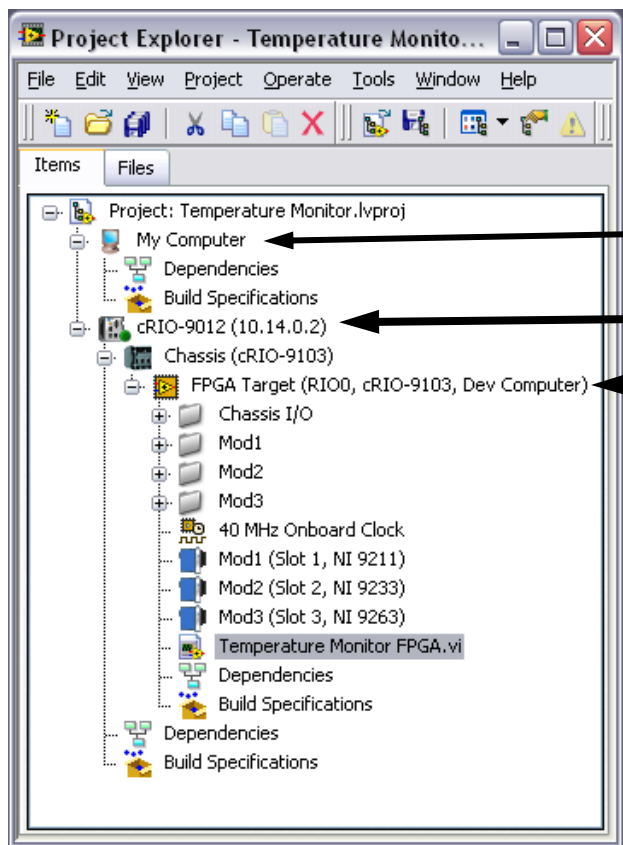 Project Explorer - Temperature Monito...
File Edit View Project Operate Tools Window Help
Items Files
Project: Temperature Monitor.lvproj
My Computer
Dependencies
Build Specifications
cRIO-9012 (10.14.0.2)
Chassis (cRIO-9103)
FPGA Target (RIO0, cRIO-9103, Dev Computer)
Chassis I/O
Mod1
Mod2
Mod3
40 MHz Onboard Clock
Mod1 (Slot 1, NI 9211)
Mod2 (Slot 2, NI 9233)
Mod3 (Slot 3, NI 9263)
Temperature Monitor FPGA.vi
Dependencies
Build Specifications
Dependencies
Build Specifications